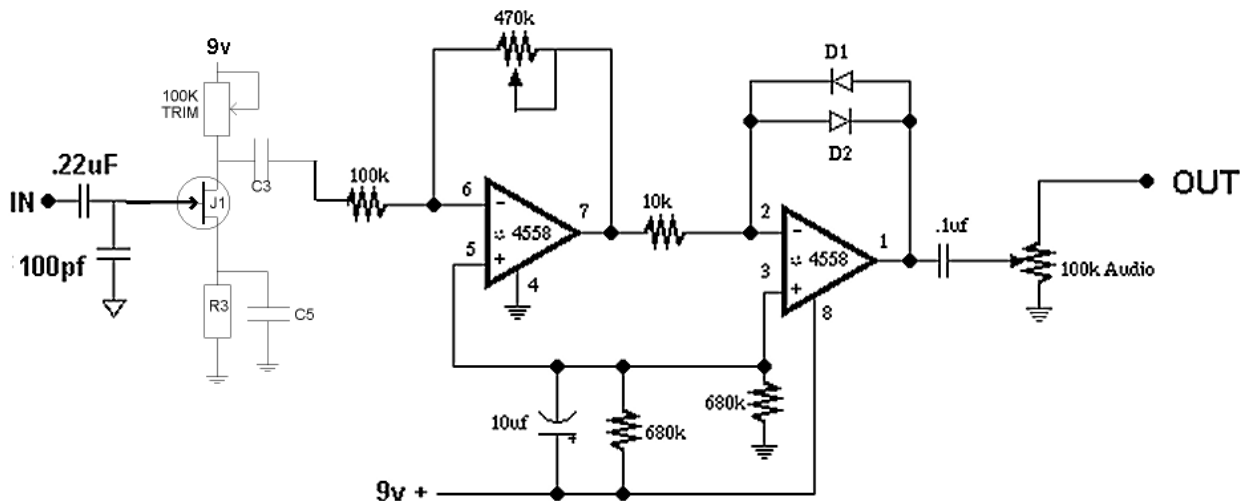 470k
9v
100K
TRIM
D1
D2
.22uF
IN
J1
C3
100k
6
-
7
4558
5
+
4
10k
2
-
1
4558
3
+
8
.1uf
OUT
100k Audio
100pf
R3
C5
10uf
+
680k
680k
9v +